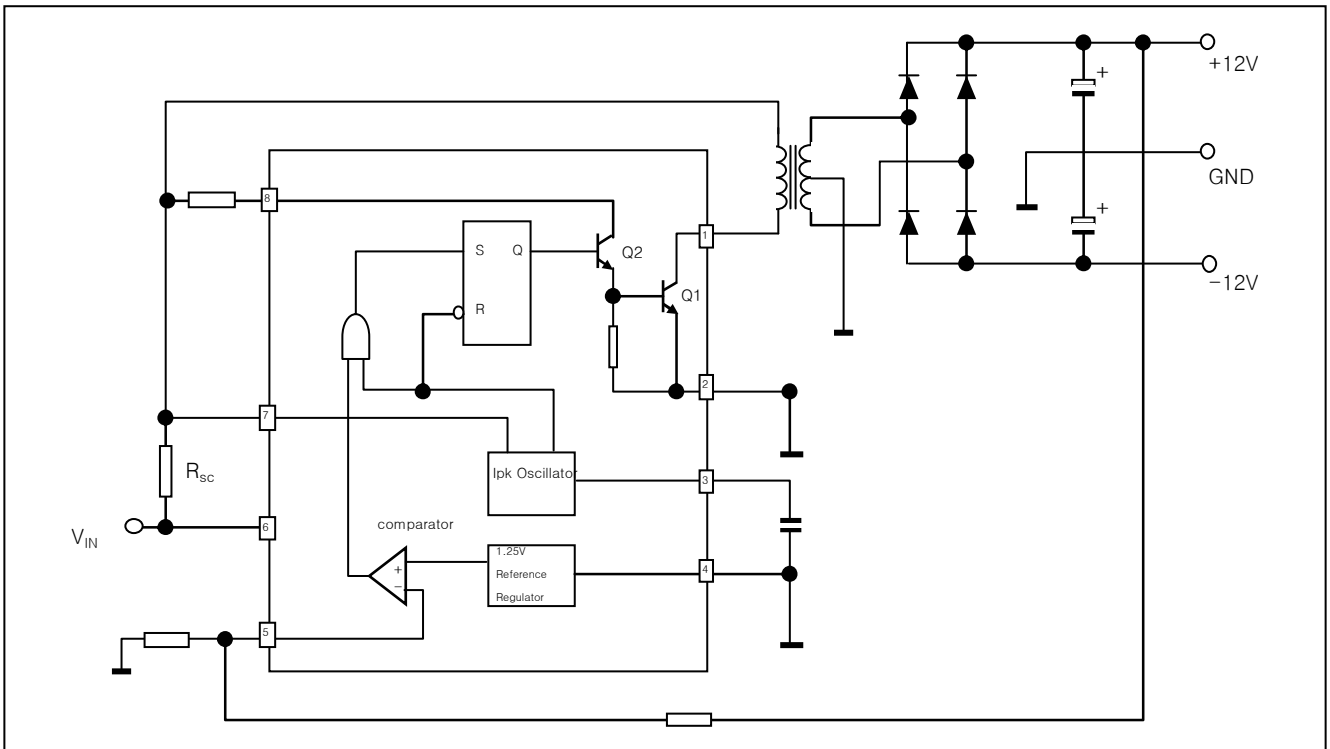 +
+12V
GND
+
−12V
8
S Q
Q2
1
Q1
R
2
7
Ipk Oscillator
3
Rsc
VIN
6
comparator
1.25V
Reference
Regulator
4
+
−
5